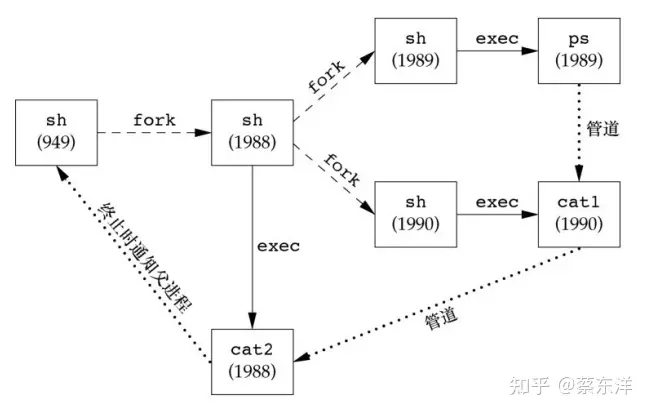 sh
(1989)
exec
ps
(1989)
fork
sh
(949)
fork
sh
(1988)
管道
fork
sh
(1990)
exec
cat1
(1990)
终止时通知父进程
exec
管道
cat2
(1988)
知乎 @蔡东洋